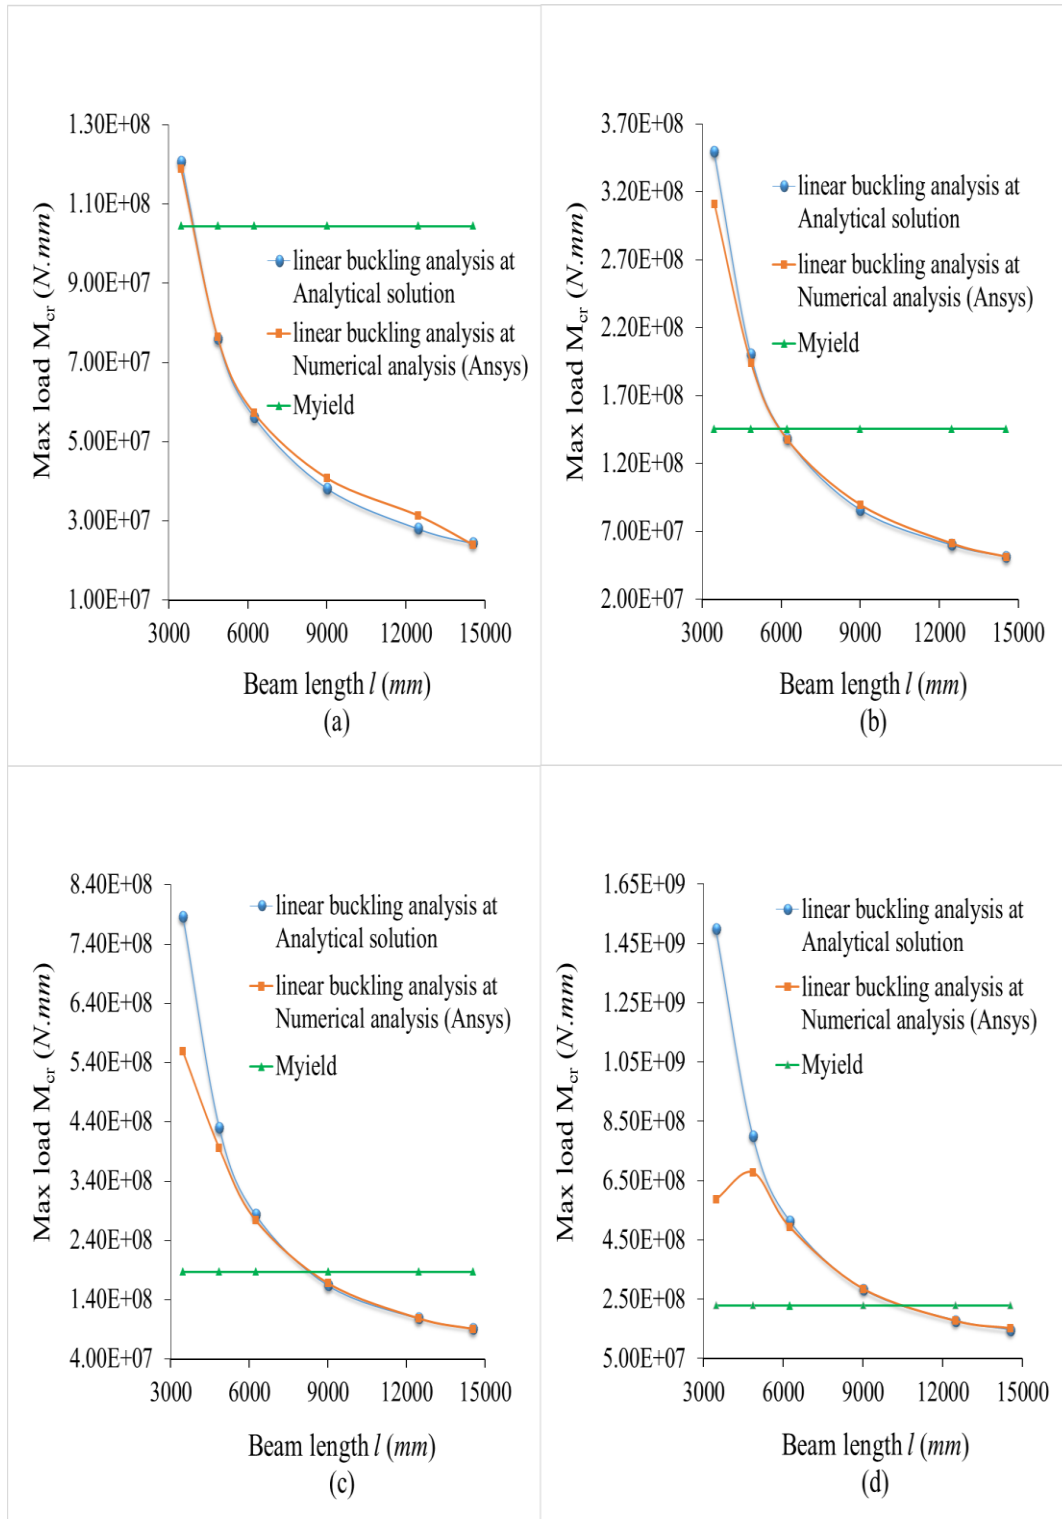 1.30E+08
1.10E+08
9.00E+07
7.00E+07
5.00E+07
3.00E+07
1.00E+07
Max load Mcr (N.mm)
linear buckling analysis at
Analytical solution
linear buckling analysis at
Numerical analysis (Ansys)
Myield
3000 6000 9000 12000 15000
Beam length l (mm)
(a)
3.70E+08
3.20E+08
2.70E+08
2.20E+08
1.70E+08
1.20E+08
7.00E+07
2.00E+07
Max load Mcr (N.mm)
linear buckling analysis at
Analytical solution
linear buckling analysis at
Numerical analysis (Ansys)
Myield
3000 6000 9000 12000 15000
Beam length l (mm)
(b)
8.40E+08
7.40E+08
6.40E+08
5.40E+08
4.40E+08
3.40E+08
2.40E+08
1.40E+08
4.00E+07
Max load Mcr (N.mm)
linear buckling analysis at
Analytical solution
linear buckling analysis at
Numerical analysis (Ansys)
Myield
3000 6000 9000 12000 15000
Beam length l (mm)
(c)
1.65E+09
1.45E+09
1.25E+09
1.05E+09
8.50E+08
6.50E+08
4.50E+08
2.50E+08
5.00E+07
Max load Mcr (N.mm)
linear buckling analysis at
Analytical solution
linear buckling analysis at
Numerical analysis (Ansys)
Myield
3000 6000 9000 12000 15000
Beam length l (mm)
(d)